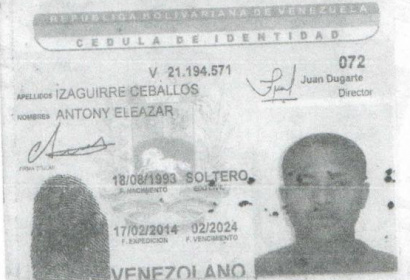 REPUBLICA BOLIVARIANA DE VENEZUELA
CEDULA DE IDENTIDAD
V 21.194.571
072
Juan Dugarte
Director
APELLIDOS IZAGUIRRE CEBALLOS
NOMBRES ANTONY ELEAZAR
FIRMA TITULAR
18/08/1993 SOLTERO
F. NACIMIENTO EDO. CIVIL
17/02/2014 02/2024
F. EXPEDICION F. VENCIMIENTO
VENEZOLANO